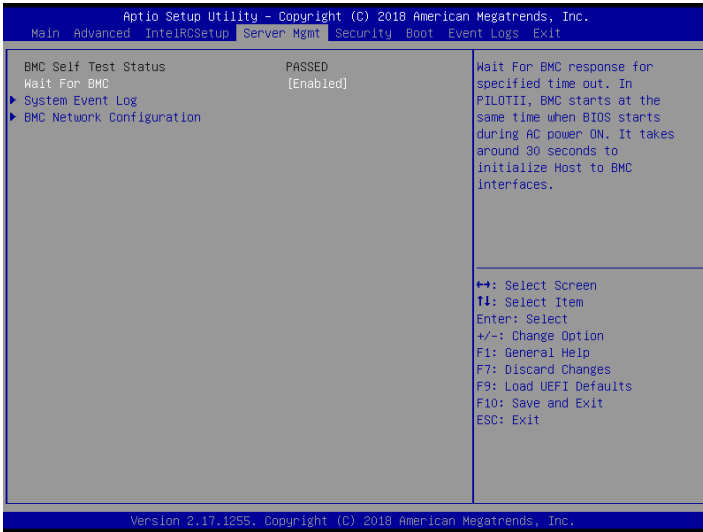 Aptio Setup Utility – Copyright (C) 2018 American Megatrends, Inc.
Main Advanced IntelRCSetup Server Mgmt Security Boot Event Logs Exit
BMC Self Test Status PASSED
Wait For BMC [Enabled]
System Event Log
BMC Network Configuration
Wait For BMC response for
specified time out. In
PILOTII, BMC starts at the
same time when BIOS starts
during AC power ON. It takes
around 30 seconds to
initialize Host to BMC
interfaces.
↔: Select Screen
↑↓: Select Item
Enter: Select
+/-: Change Option
F1: General Help
F7: Discard Changes
F9: Load UEFI Defaults
F10: Save and Exit
ESC: Exit
Version 2.17.1255. Copyright (C) 2018 American Megatrends, Inc.